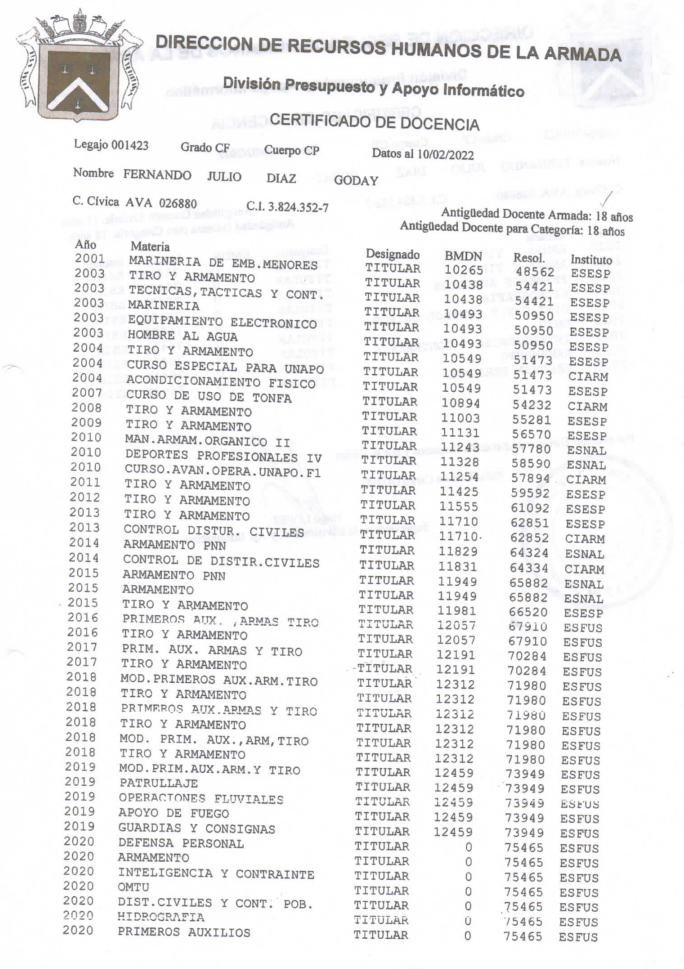 DIRECCION DE RECURSOS HUMANOS DE LA ARMADA
División Presupuesto y Apoyo Informático
CERTIFICADO DE DOCENCIA
Legajo 001423 Grado CF Cuerpo CP Datos al 10/02/2022
Nombre FERNANDO JULIO DIAZ GODAY
C. Cívica AVA 026880 C.I. 3.824.352-7
Antigüedad Docente Armada: 18 años
Antigüedad Docente para Categoría: 18 años
Año Materia Designado BMDN Resol. Instituto
2001 MARINERIA DE EMB.MENORES TITULAR 10265 48562 ESESP
2003 TIRO Y ARMAMENTO TITULAR 10438 54421 ESESP
2003 TECNICAS,TACTICAS Y CONT. TITULAR 10438 54421 ESESP
2003 MARINERIA TITULAR 10493 50950 ESESP
2003 EQUIPAMIENTO ELECTRONICO TITULAR 10493 50950 ESESP
2003 HOMBRE AL AGUA TITULAR 10493 50950 ESESP
2004 TIRO Y ARMAMENTO TITULAR 10549 51473 ESESP
2004 CURSO ESPECIAL PARA UNAPO TITULAR 10549 51473 CIARM
2004 ACONDICIONAMIENTO FISICO TITULAR 10549 51473 ESESP
2007 CURSO DE USO DE TONFA TITULAR 10894 54232 CIARM
2008 TIRO Y ARMAMENTO TITULAR 11003 55281 ESESP
2009 TIRO Y ARMAMENTO TITULAR 11131 56570 ESESP
2010 MAN.ARMAM.ORGANICO II TITULAR 11243 57780 ESNAL
2010 DEPORTES PROFESIONALES IV TITULAR 11328 58590 ESNAL
2010 CURSO.AVAN.OPERA.UNAPO.F1 TITULAR 11254 57894 CIARM
2011 TIRO Y ARMAMENTO TITULAR 11425 59592 ESESP
2012 TIRO Y ARMAMENTO TITULAR 11555 61092 ESESP
2013 TIRO Y ARMAMENTO TITULAR 11710 62851 ESESP
2013 CONTROL DISTUR. CIVILES TITULAR 11710 62852 CIARM
2014 ARMAMENTO PNN TITULAR 11829 64324 ESNAL
2014 CONTROL DE DISTIR.CIVILES TITULAR 11831 64334 CIARM
2015 ARMAMENTO PNN TITULAR 11949 65882 ESNAL
2015 ARMAMENTO TITULAR 11949 65882 ESNAL
2015 TIRO Y ARMAMENTO TITULAR 11981 66520 ESESP
2016 PRIMEROS AUX. ,ARMAS TIRO TITULAR 12057 67910 ESFUS
2016 TIRO Y ARMAMENTO TITULAR 12057 67910 ESFUS
2017 PRIM. AUX. ARMAS Y TIRO TITULAR 12191 70284 ESFUS
2017 TIRO Y ARMAMENTO TITULAR 12191 70284 ESFUS
2018 MOD.PRIMEROS AUX.ARM.TIRO TITULAR 12312 71980 ESFUS
2018 TIRO Y ARMAMENTO TITULAR 12312 71980 ESFUS
2018 PRIMEROS AUX.ARMAS Y TIRO TITULAR 12312 71980 ESFUS
2018 TIRO Y ARMAMENTO TITULAR 12312 71980 ESFUS
2018 MOD. PRIM. AUX.,ARM,TIRO TITULAR 12312 71980 ESFUS
2018 TIRO Y ARMAMENTO TITULAR 12312 71980 ESFUS
2019 MOD.PRIM.AUX.ARM.Y TIRO TITULAR 12459 73949 ESFUS
2019 PATRULLAJE TITULAR 12459 73949 ESFUS
2019 OPERACIONES FLUVIALES TITULAR 12459 73949 ESFUS
2019 APOYO DE FUEGO TITULAR 12459 73949 ESFUS
2019 GUARDIAS Y CONSIGNAS TITULAR 12459 73949 ESFUS
2020 DEFENSA PERSONAL TITULAR 0 75465 ESFUS
2020 ARMAMENTO TITULAR 0 75465 ESFUS
2020 INTELIGENCIA Y CONTRAINTE TITULAR 0 75465 ESFUS
2020 OMTU TITULAR 0 75465 ESFUS
2020 DIST.CIVILES Y CONT. POB. TITULAR 0 75465 ESFUS
2020 HIDROGRAFIA TITULAR 0 75465 ESFUS
2020 PRIMEROS AUXILIOS TITULAR 0 75465 ESFUS